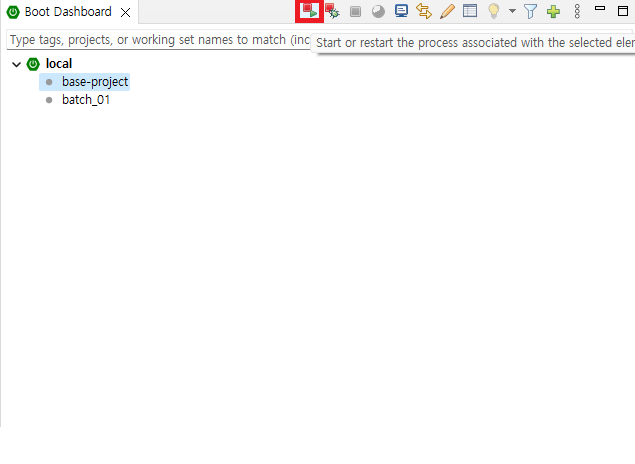 Boot Dashboard
Type tags, projects, or working set names to match (inc
Start or restart the process associated with the selected eler
local
base-project
batch_01